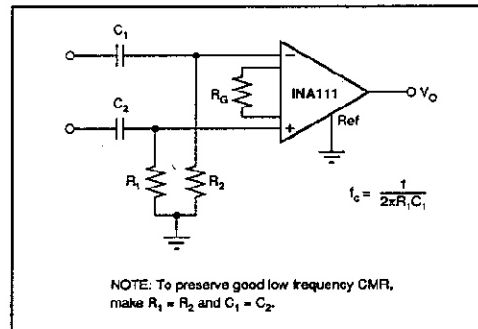 C1
C2
−
RG
INA111
VO
+
Ref
R1
R2
fc = 1
2πR1C1
NOTE: To preserve good low frequency CMR,
make R1 = R2 and C1 = C2.